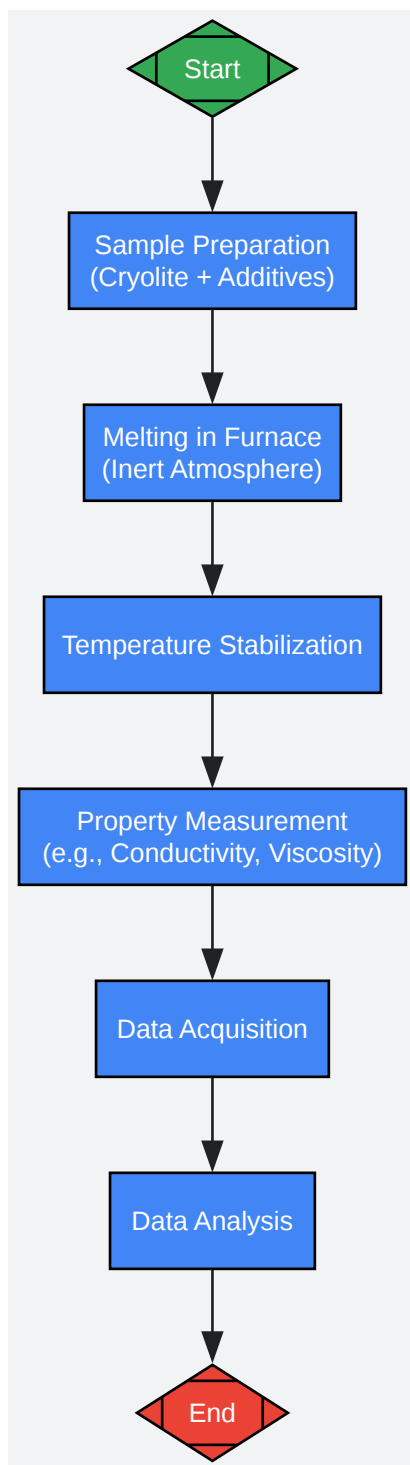 Start
Sample Preparation
(Cryolite + Additives)
Melting in Furnace
(Inert Atmosphere)
Temperature Stabilization
Property Measurement
(e.g., Conductivity, Viscosity)
Data Acquisition
Data Analysis
End